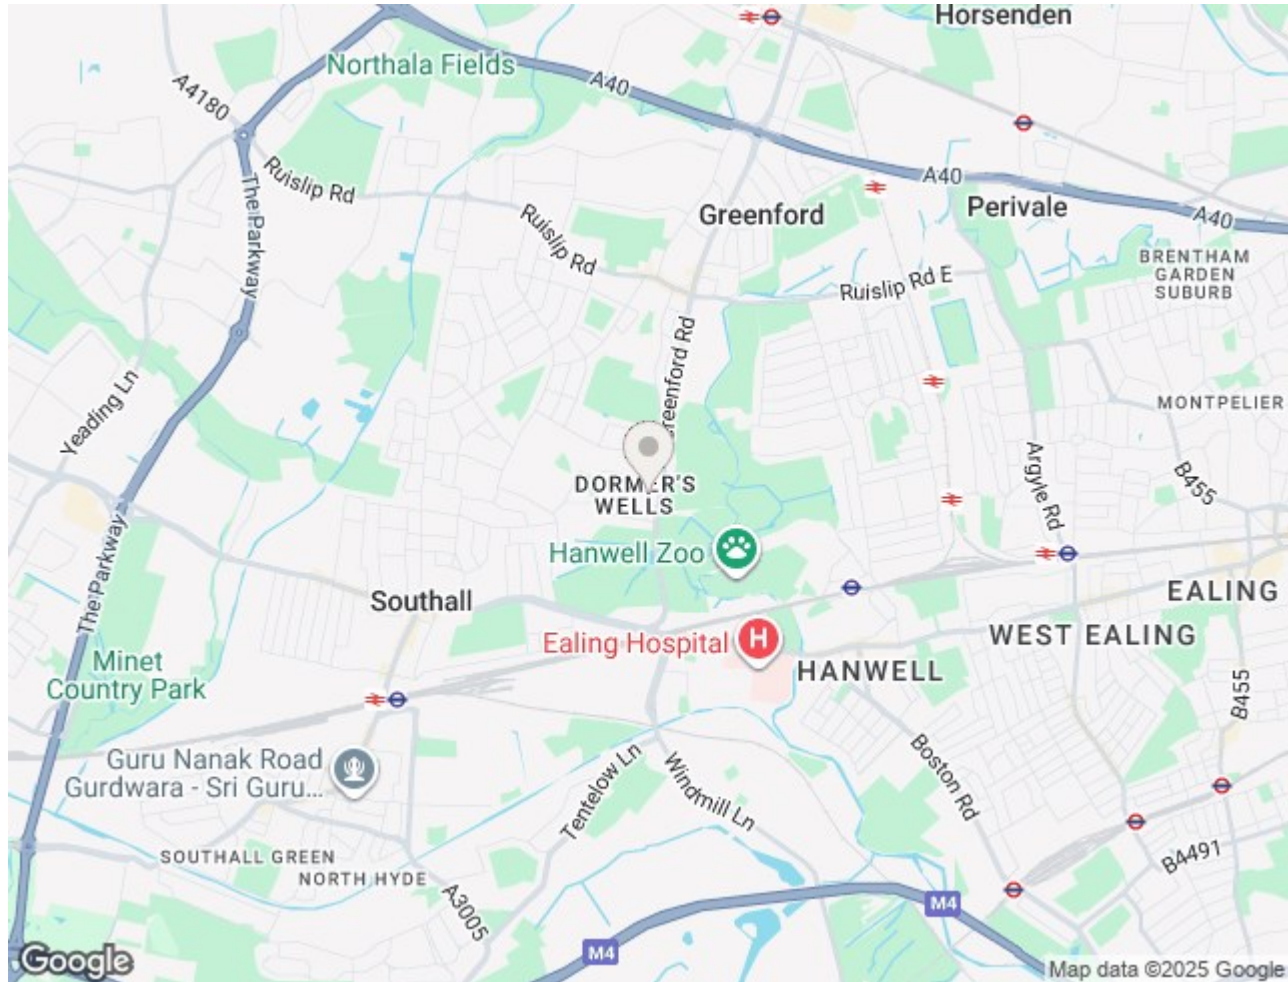 Horsenden
Northala Fields
A40
A4180
Ruislip Rd
The Parkway
A40
Greenford
Perivale
A40
Ruislip Rd
BRENTHAM
GARDEN
SUBURB
Ruislip Rd E
Greenford Rd
Yeading Ln
MONTPELIER
Argyle Rd
B455
DORMER'S
WELLS
The Parkway
Hanwell Zoo
Southall
EALING
Ealing Hospital
H
WEST EALING
HANWELL
Minet
Country Park
B455
Guru Nanak Road
Gurdwara - Sri Guru...
Tentelow Ln
Windmill Ln
Boston Rd
SOUTHALL GREEN
NORTH HYDE
B4491
A3005
M4
M4
Google
Map data ©2025 Google